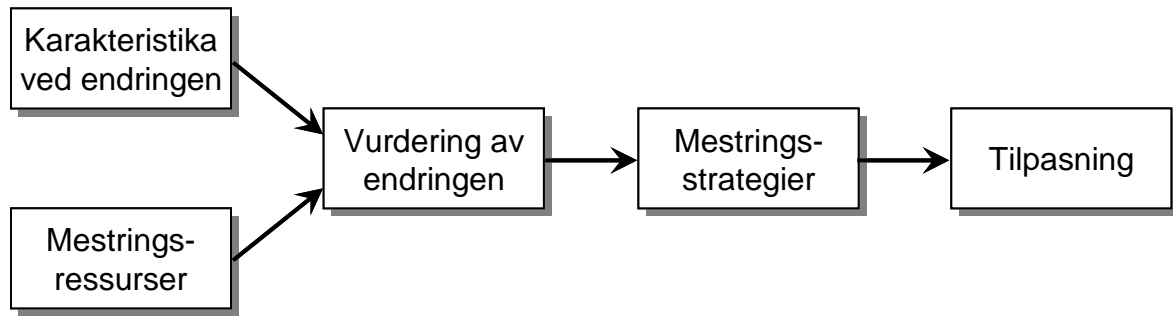 Karakteristika
ved endringen
Vurdering av
endringen
Mestrings-
strategier
Tilpasning
Mestrings-
ressurser